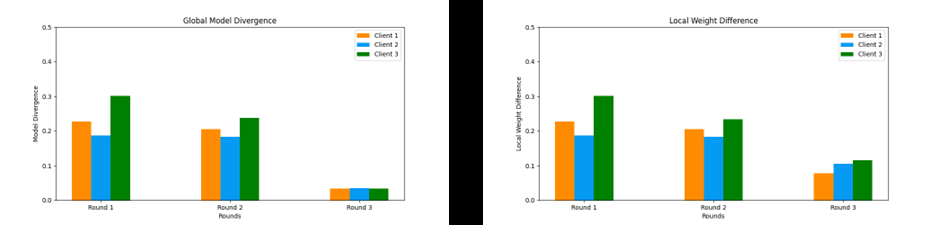 Global Model Divergence
0.5
0.4
0.3
0.2
0.1
0.0
Model Divergence
Client 1
Client 2
Client 3
Round 1 Round 2 Round 3
Rounds
Local Weight Difference
0.5
0.4
0.3
0.2
0.1
0.0
Local Weight Difference
Client 1
Client 2
Client 3
Round 1 Round 2 Round 3
Rounds